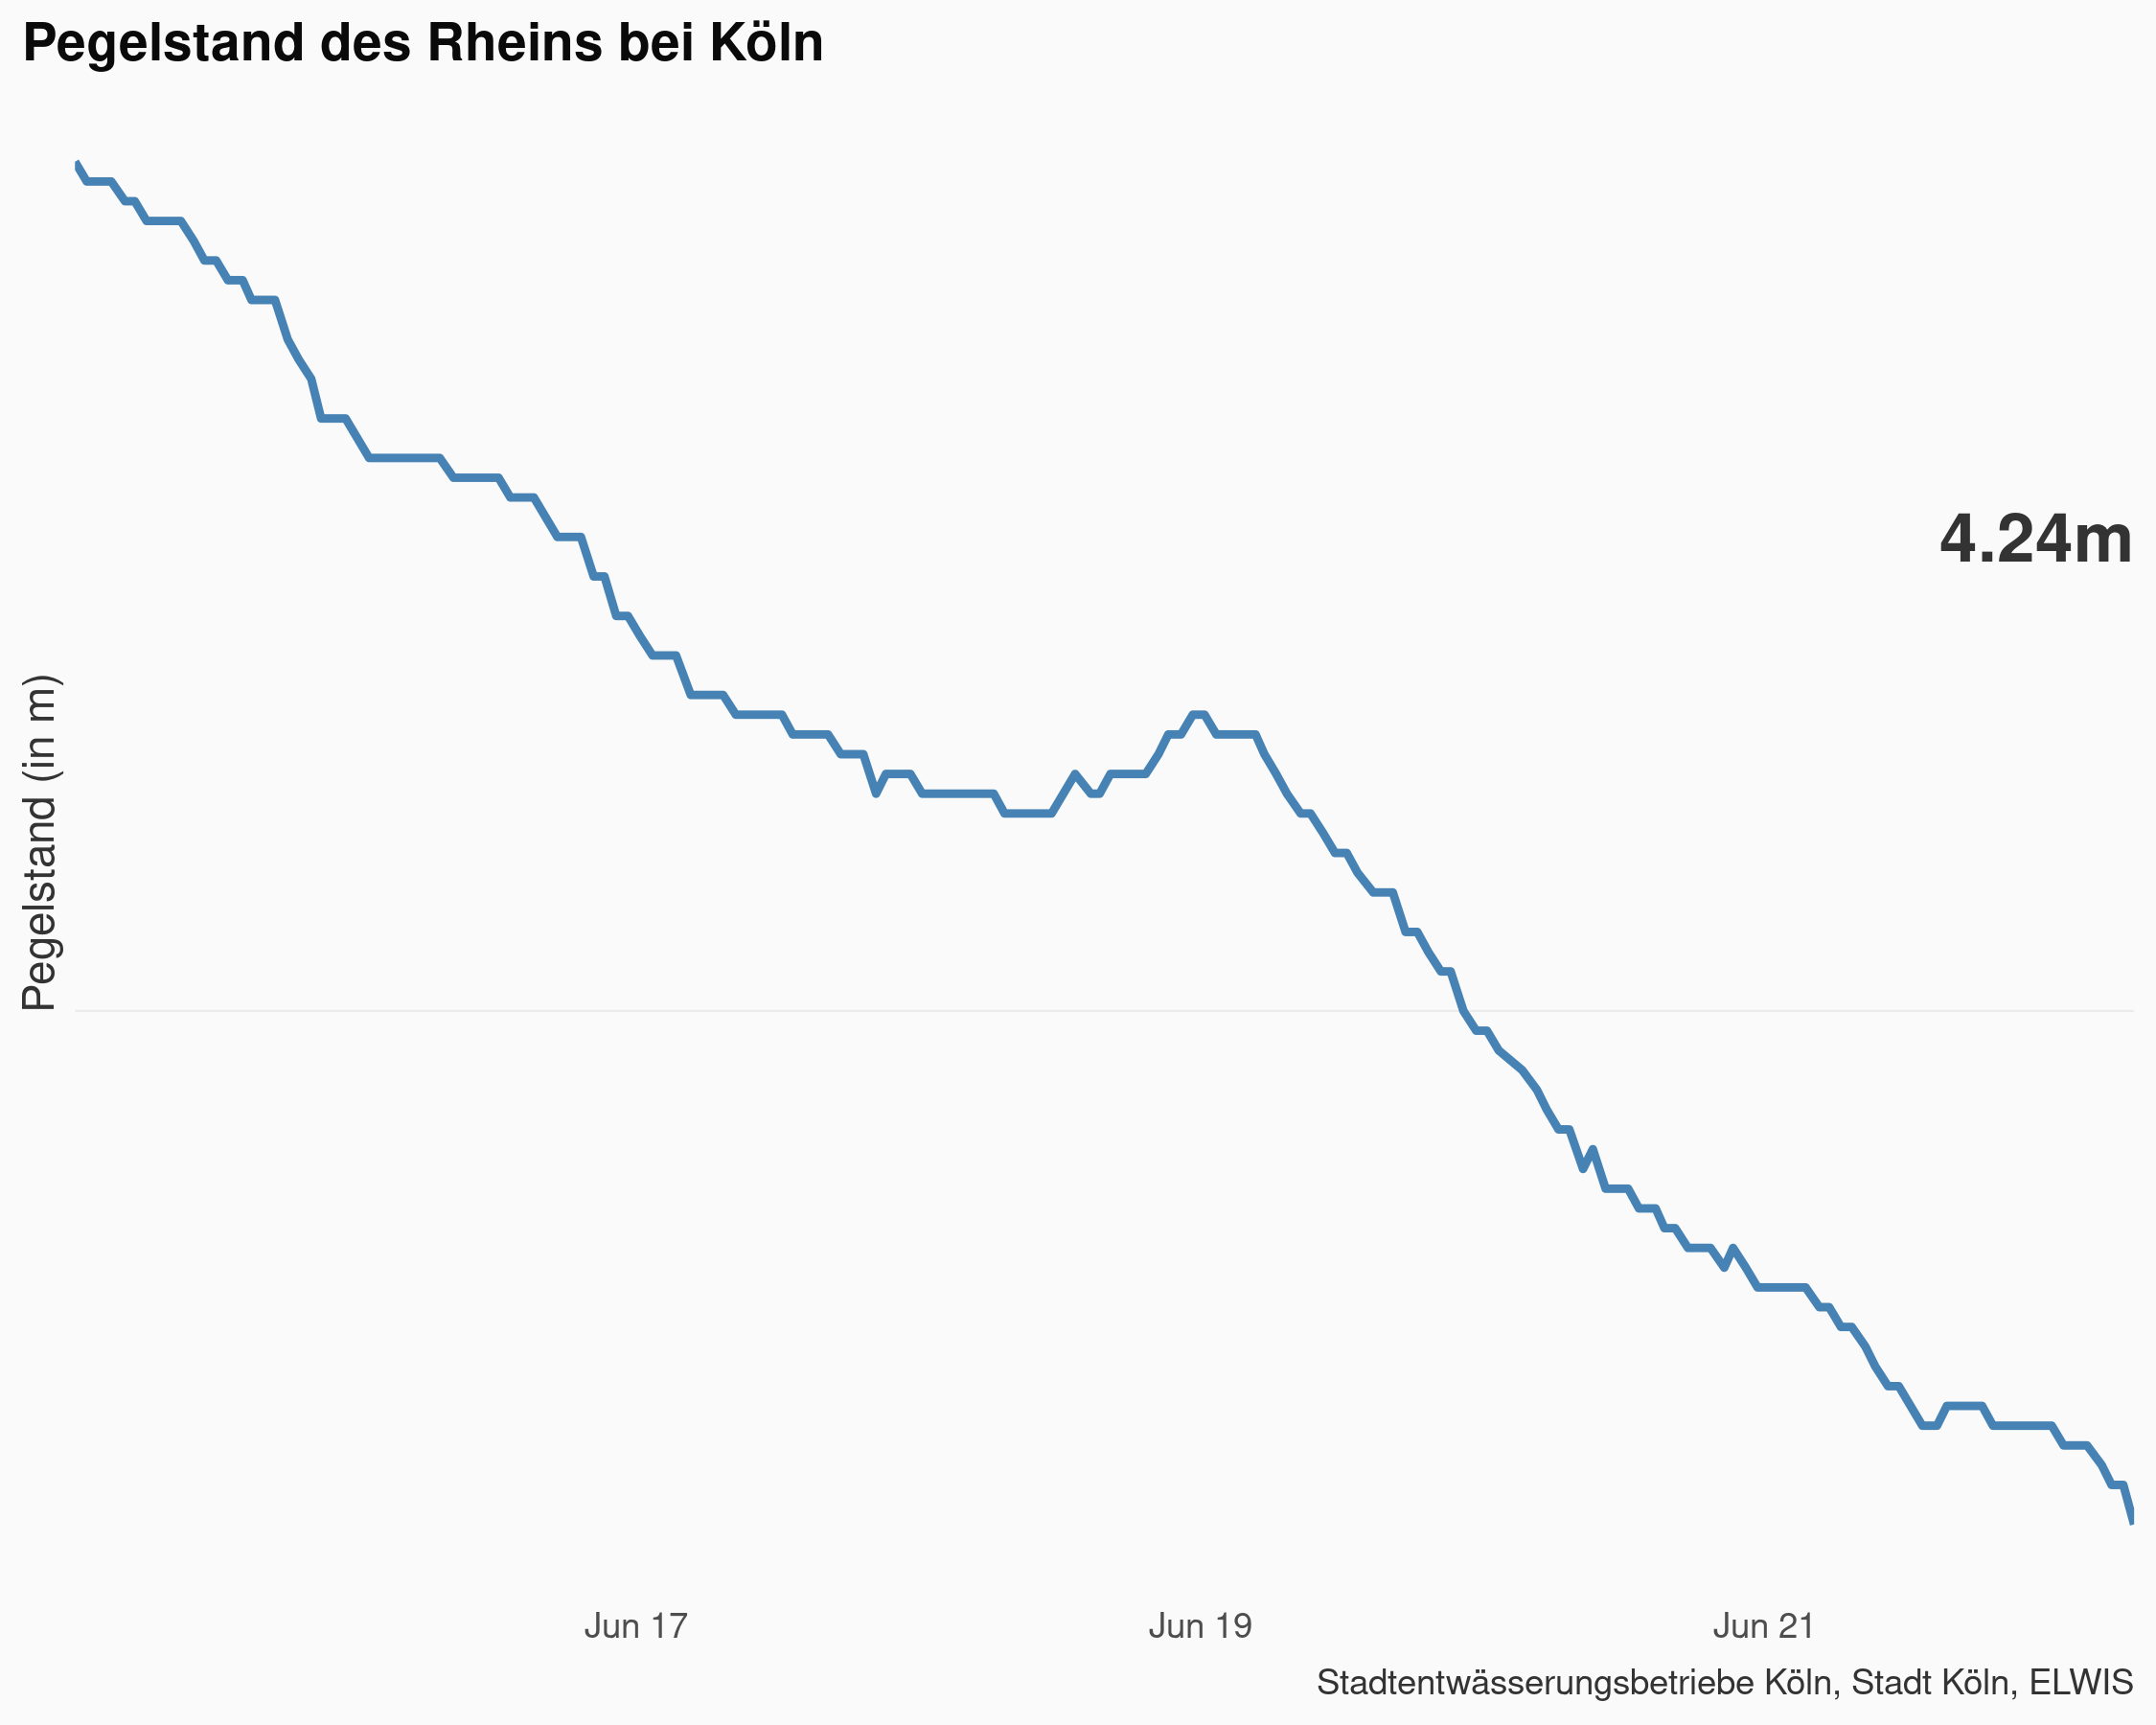 Pegelstand des Rheins bei Köln
4.24m
Pegelstand (in m)
Jun 17
Jun 19
Jun 21
Stadtentwässerungsbetriebe Köln, Stadt Köln, ELWIS